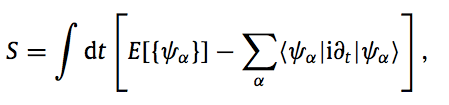 S = ∫ dt [ E[{ψ_α}] − ∑_α ⟨ψ_α|i∂_t|ψ_α⟩ ],